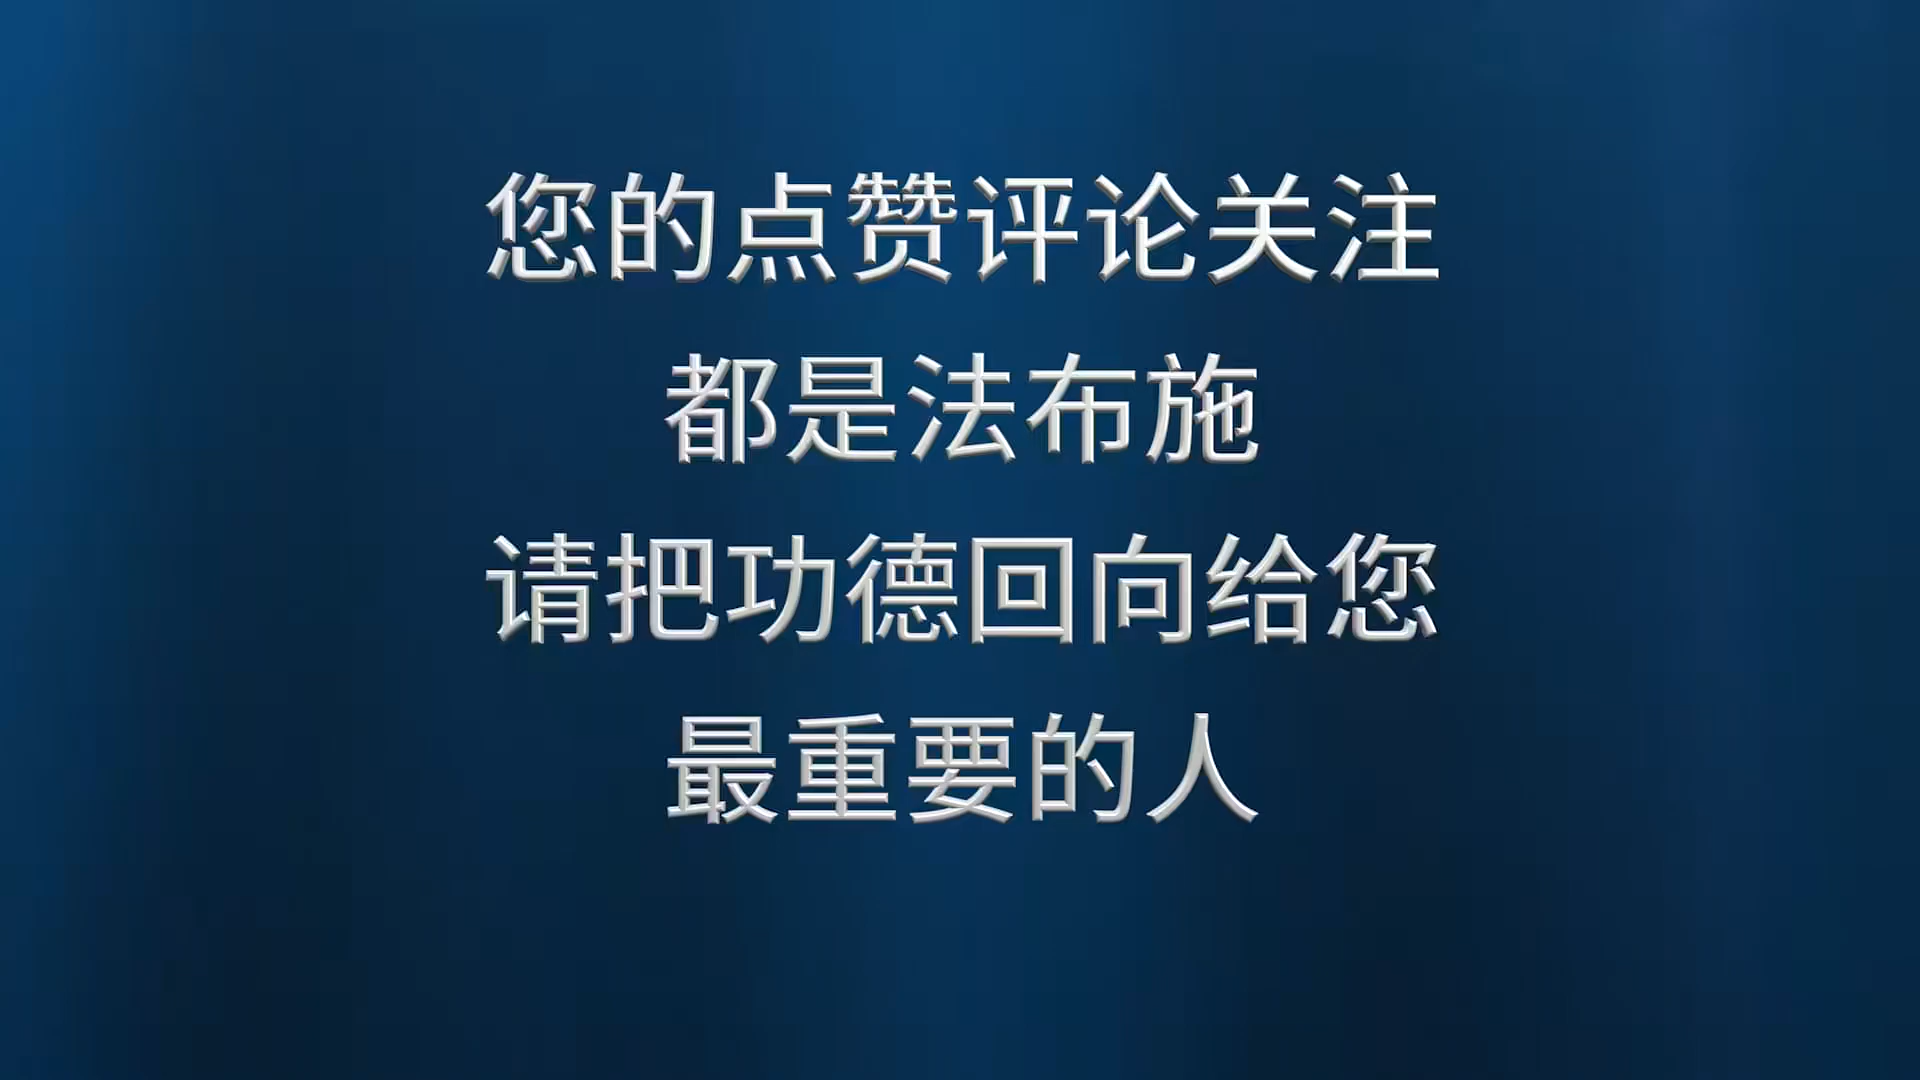 您的点赞评论关注
都是法布施
请把功德回向给您
最重要的人